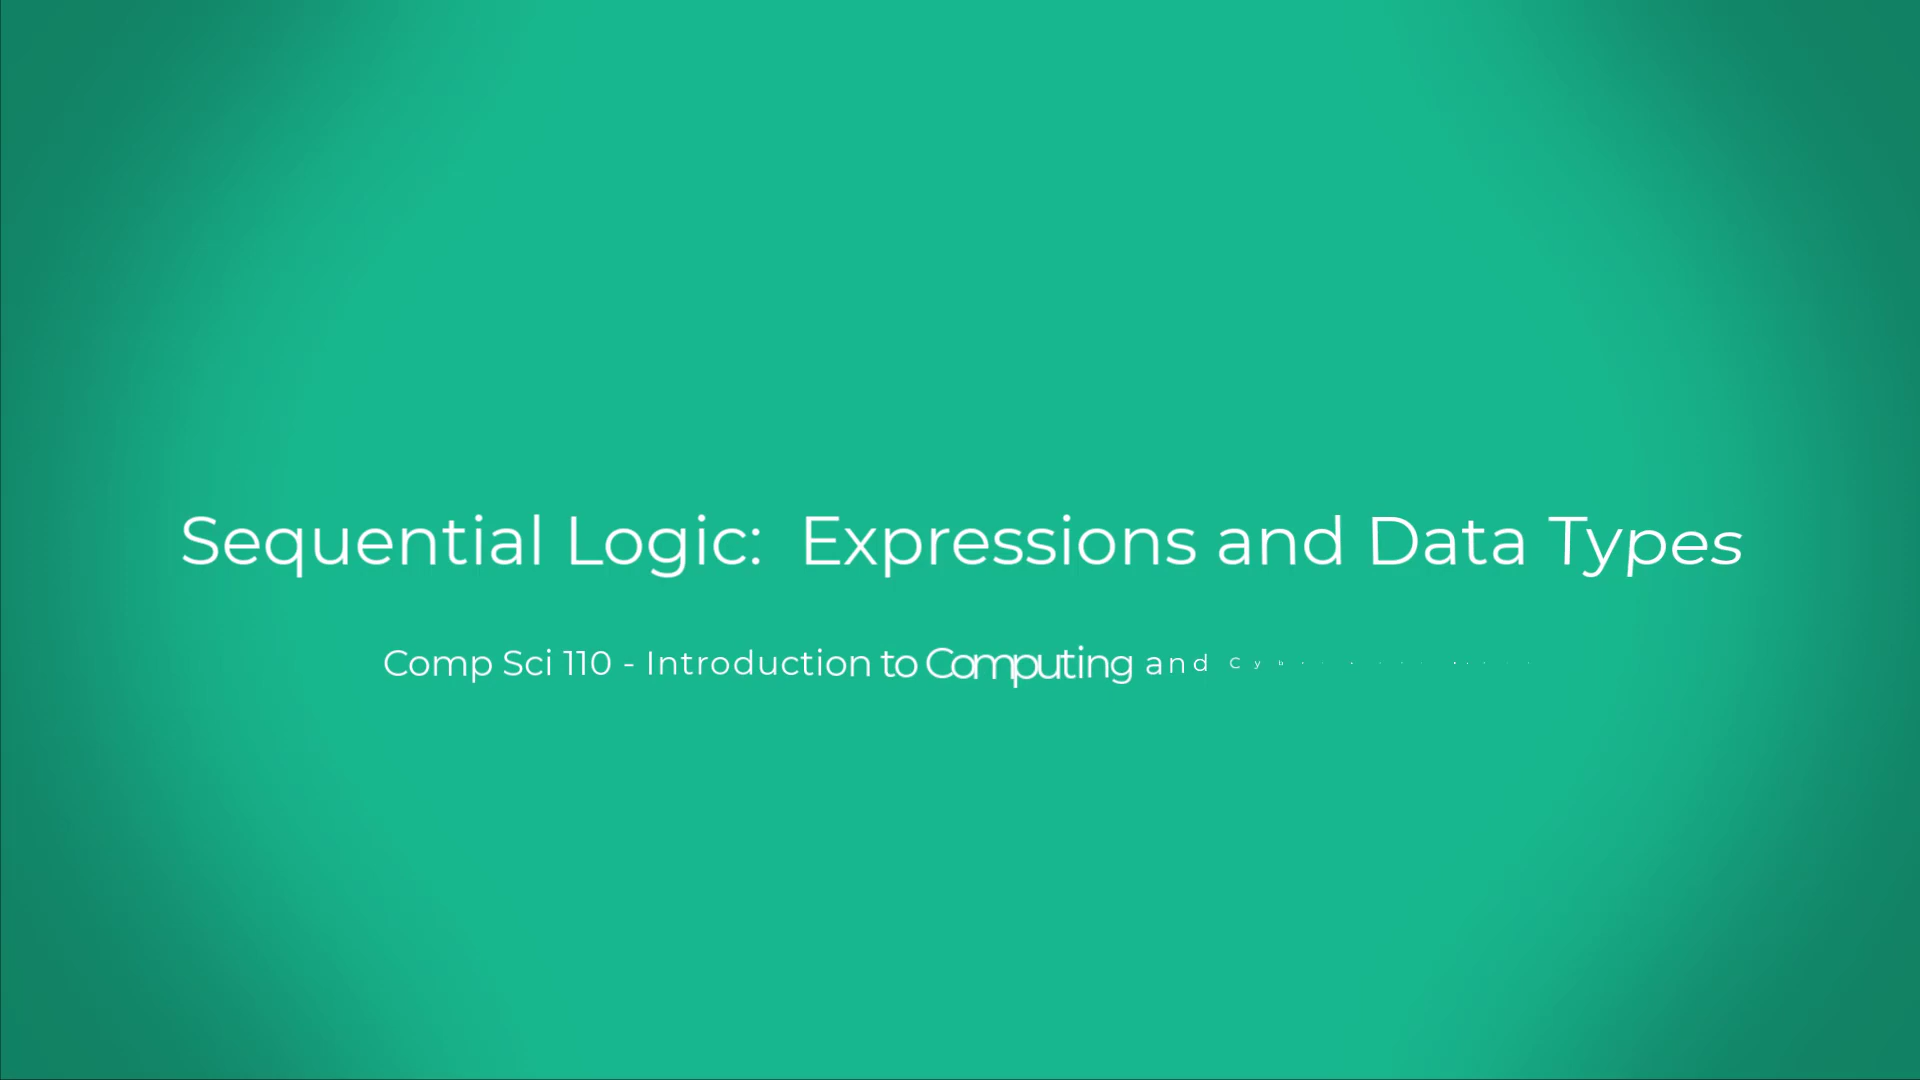 Sequential Logic: Expressions and Data Types
Comp Sci 110 - Introduction to Computing and